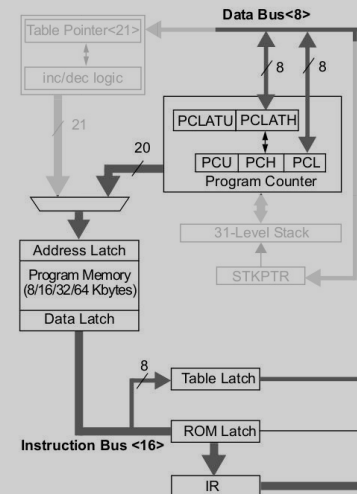 Data Bus<8>
Table Pointer<21>
inc/dec logic
8
8
PCLATU PCLATH
21
20
PCU PCH PCL
Program Counter
31-Level Stack
Address Latch
STKPTR
Program Memory
(8/16/32/64 Kbytes)
Data Latch
8
Table Latch
Instruction Bus <16>
ROM Latch
IR